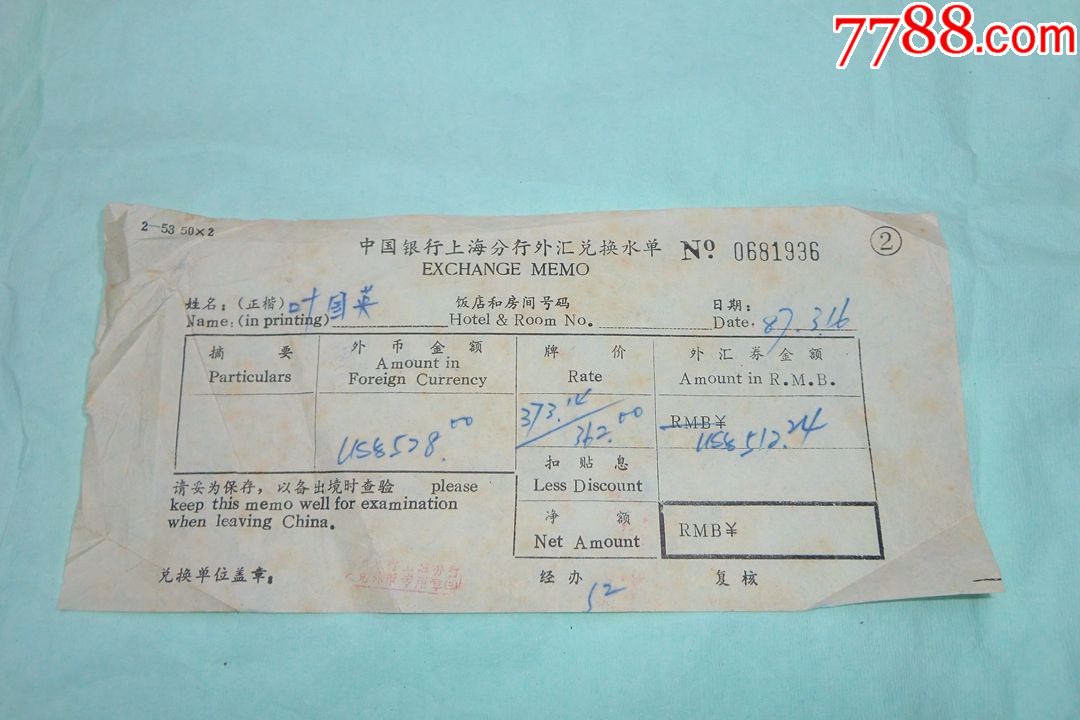 7788.com
2—53 50×2
中国银行上海分行外汇兑换水单 №. 0681936 ②
EXCHANGE MEMO
姓名：(正楷) 叶国英 饭店和房间号码 日期：
Name: (in printing) Hotel & Room No. Date. 87.3.16
摘要 外币金额 牌价 外汇券金额
Particulars Amount in Foreign Currency Rate Amount in R.M.B.
US$528.00 373.14/362.00 RMB¥ US$512.24
扣贴息
Less Discount
净额 RMB¥
Net Amount
请妥为保存，以各出境时查验 please
keep this memo well for examination
when leaving China.
兑换单位盖章： 经办 复核
52